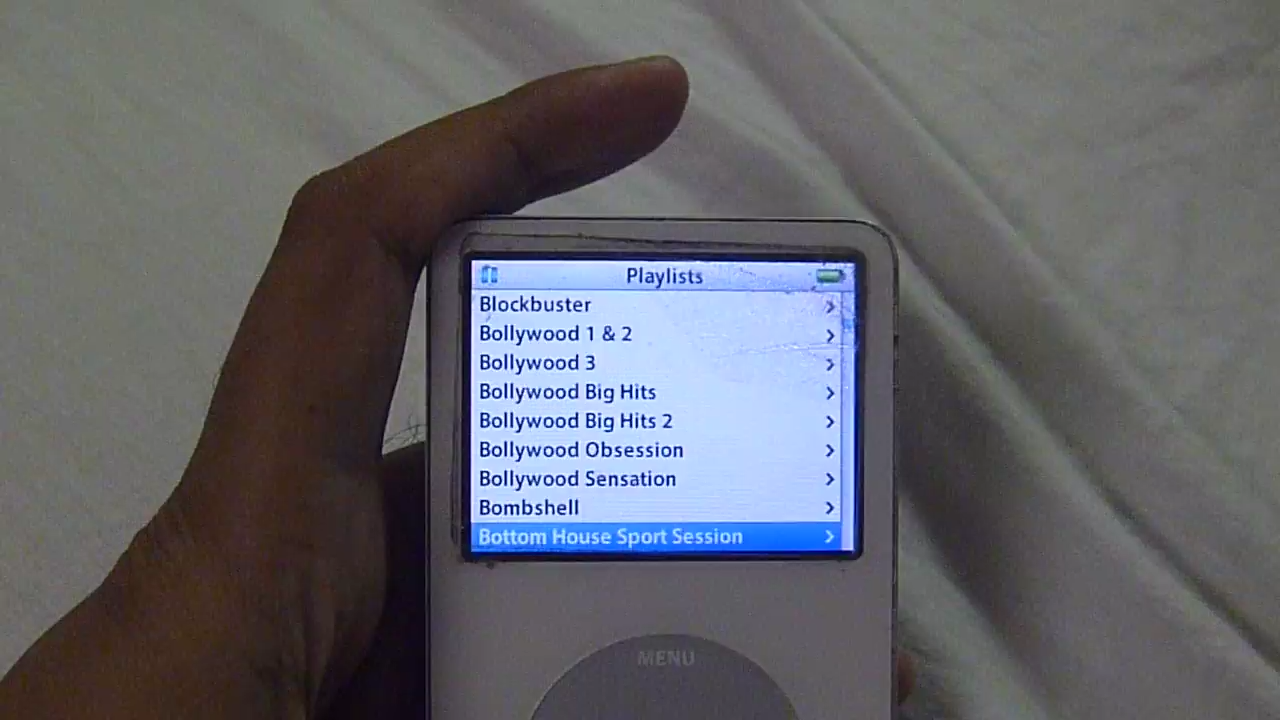 Playlists
Blockbuster
Bollywood 1 & 2
Bollywood 3
Bollywood Big Hits
Bollywood Big Hits 2
Bollywood Obsession
Bollywood Sensation
Bombshell
Bottom House Sport Session
MENU